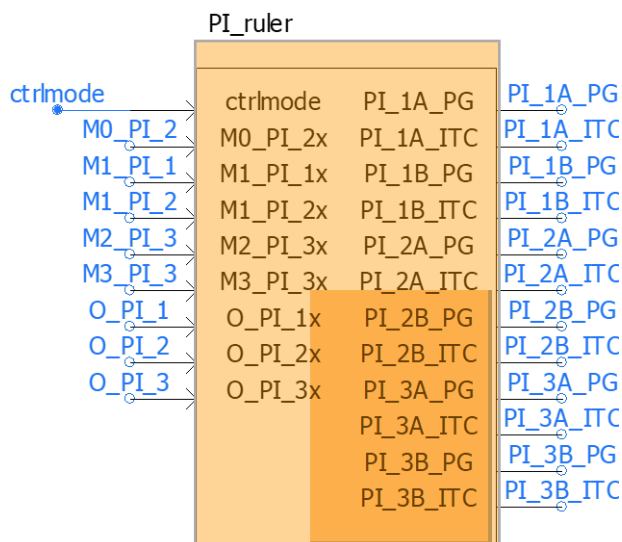 PI_ruler
ctrlmode ctrlmode PI_1A_PG PI_1A_PG
M0_PI_2 M0_PI_2x PI_1A_ITC PI_1A_ITC
M1_PI_1 M1_PI_1x PI_1B_PG PI_1B_PG
M1_PI_2 M1_PI_2x PI_1B_ITC PI_1B_ITC
M2_PI_3 M2_PI_3x PI_2A_PG PI_2A_PG
M3_PI_3 M3_PI_3x PI_2A_ITC PI_2A_ITC
O_PI_1 O_PI_1x PI_2B_PG PI_2B_PG
O_PI_2 O_PI_2x PI_2B_ITC PI_2B_ITC
O_PI_3 O_PI_3x PI_3A_PG PI_3A_PG
PI_3A_ITC PI_3A_ITC
PI_3B_PG PI_3B_PG
PI_3B_ITC PI_3B_ITC